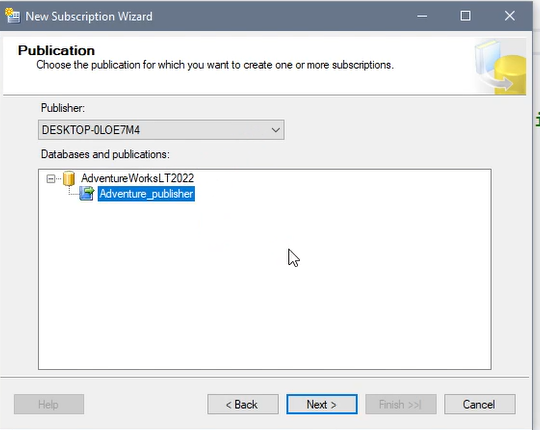 New Subscription Wizard
Publication
Choose the publication for which you want to create one or more subscriptions.
Publisher:
DESKTOP-0LOE7M4
Databases and publications:
AdventureWorksLT2022
Adventure_publisher
Help
< Back
Next >
Finish >>|
Cancel